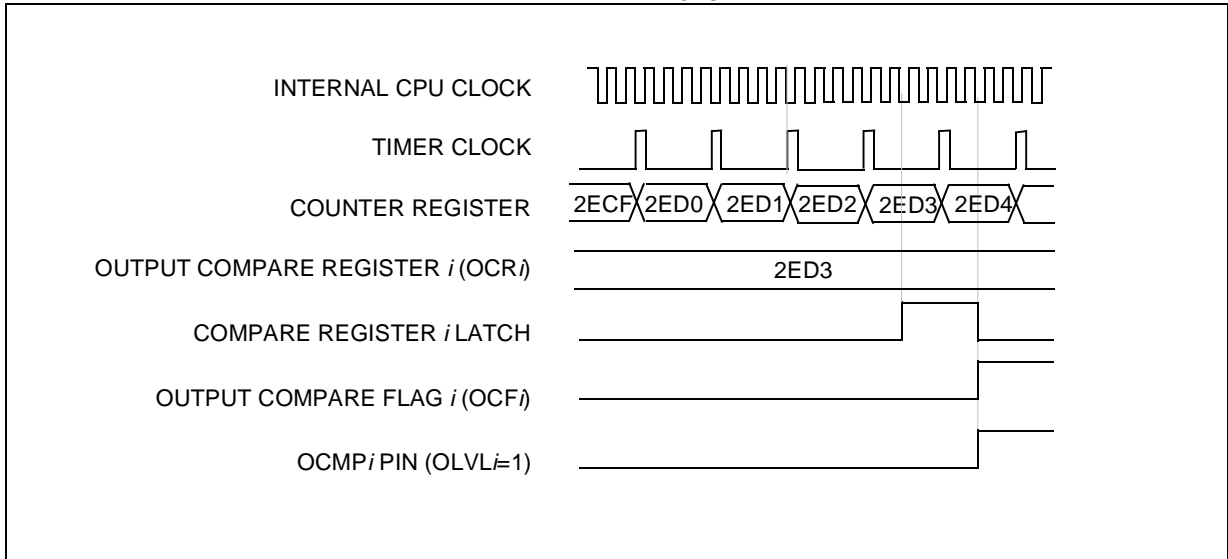 INTERNAL CPU CLOCK
TIMER CLOCK
COUNTER REGISTER 2ECF 2ED0 2ED1 2ED2 2ED3 2ED4
OUTPUT COMPARE REGISTER i (OCRi) 2ED3
COMPARE REGISTER i LATCH
OUTPUT COMPARE FLAG i (OCFi)
OCMPi PIN (OLVLi=1)